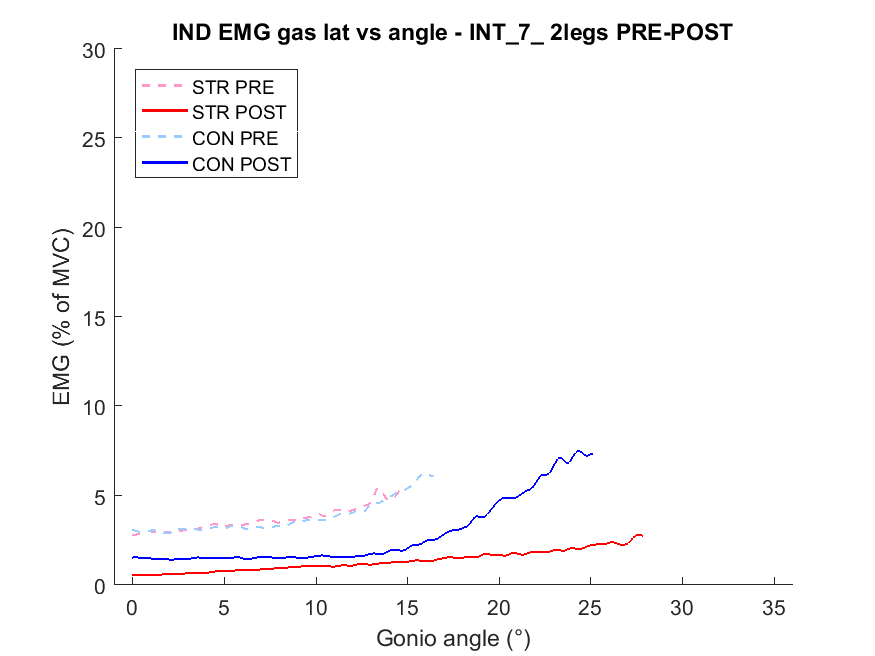 IND EMG gas lat vs angle - INT_7_ 2legs PRE-POST
30
25
20
15
10
5
0
EMG (% of MVC)
STR PRE
STR POST
CON PRE
CON POST
0 5 10 15 20 25 30 35
Gonio angle (°)